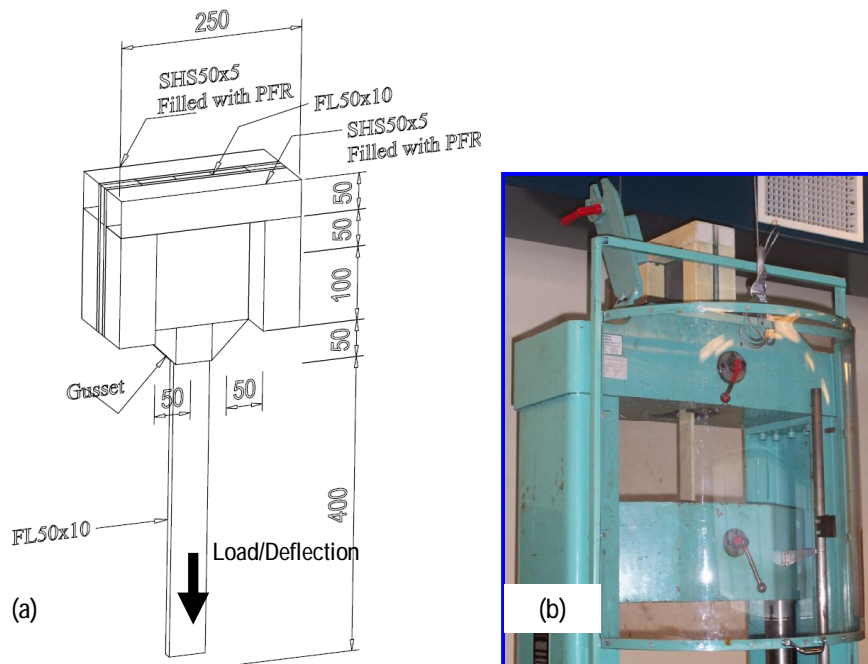 250
SHS50x5
Filled with PFR
FL50x10
SHS50x5
Filled with PFR
50
50
100
50
Gusset
50
50
400
FL50x10
Load/Deflection
(a)
(b)